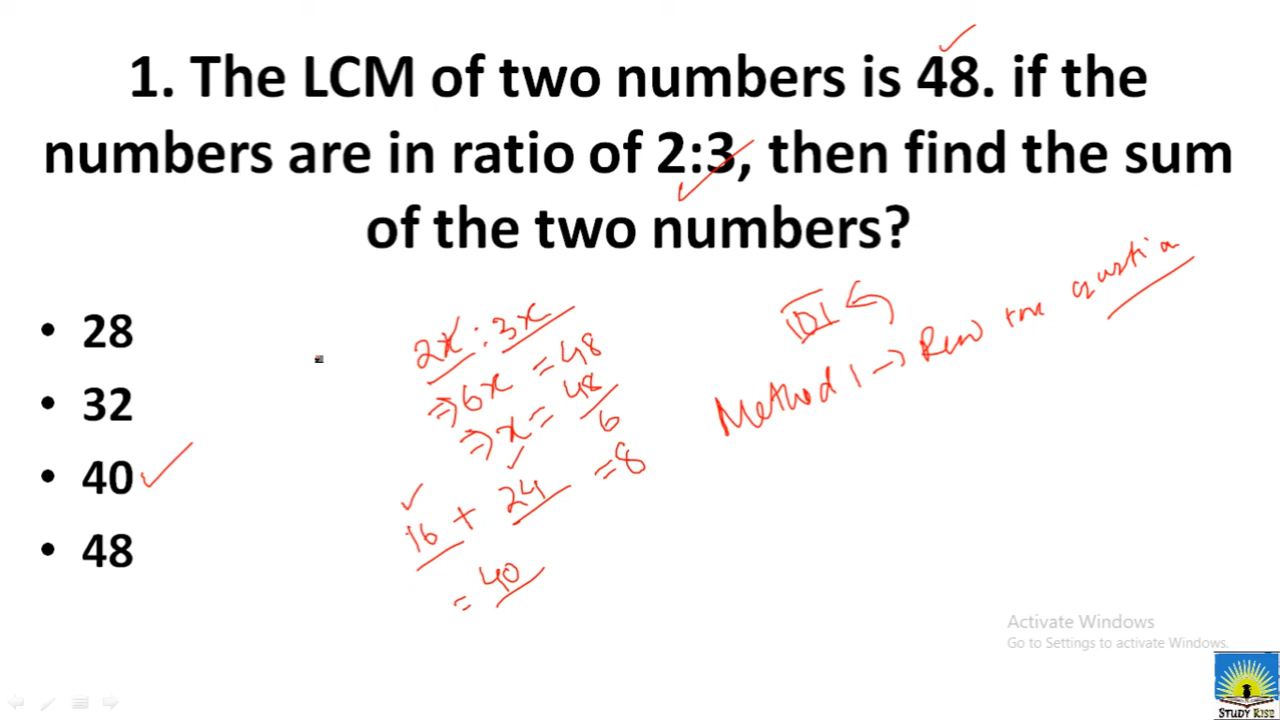 1. The LCM of two numbers is 48. if the
numbers are in ratio of 2:3, then find the sum
of the two numbers?
• 28
• 32
• 40
• 48
2x : 3x
⇒ 6x = 48
⇒ x = 48/6
= 8
16 + 24
= 40
Method 1 → Read the question
Activate Windows
Go to Settings to activate Windows.
STUDY RISE